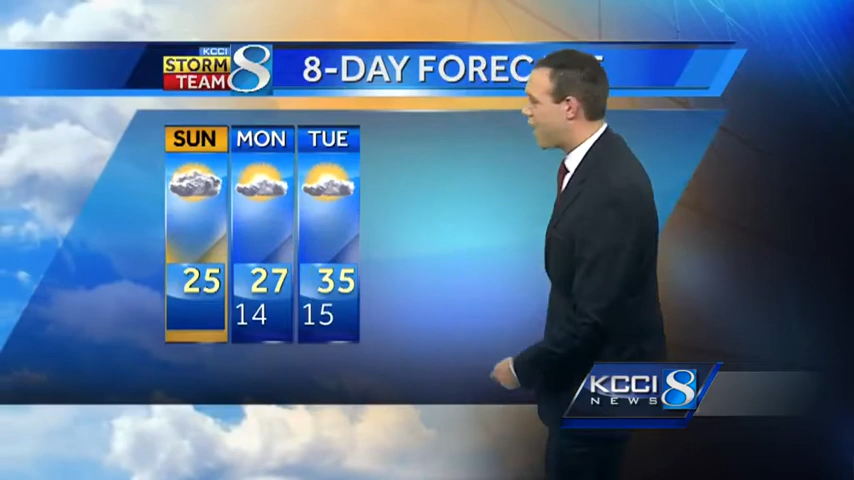 KCCI
STORM
TEAM 8
8-DAY FOREC
SUN MON TUE
25 27 35
14 15
KCCI 8
NEWS